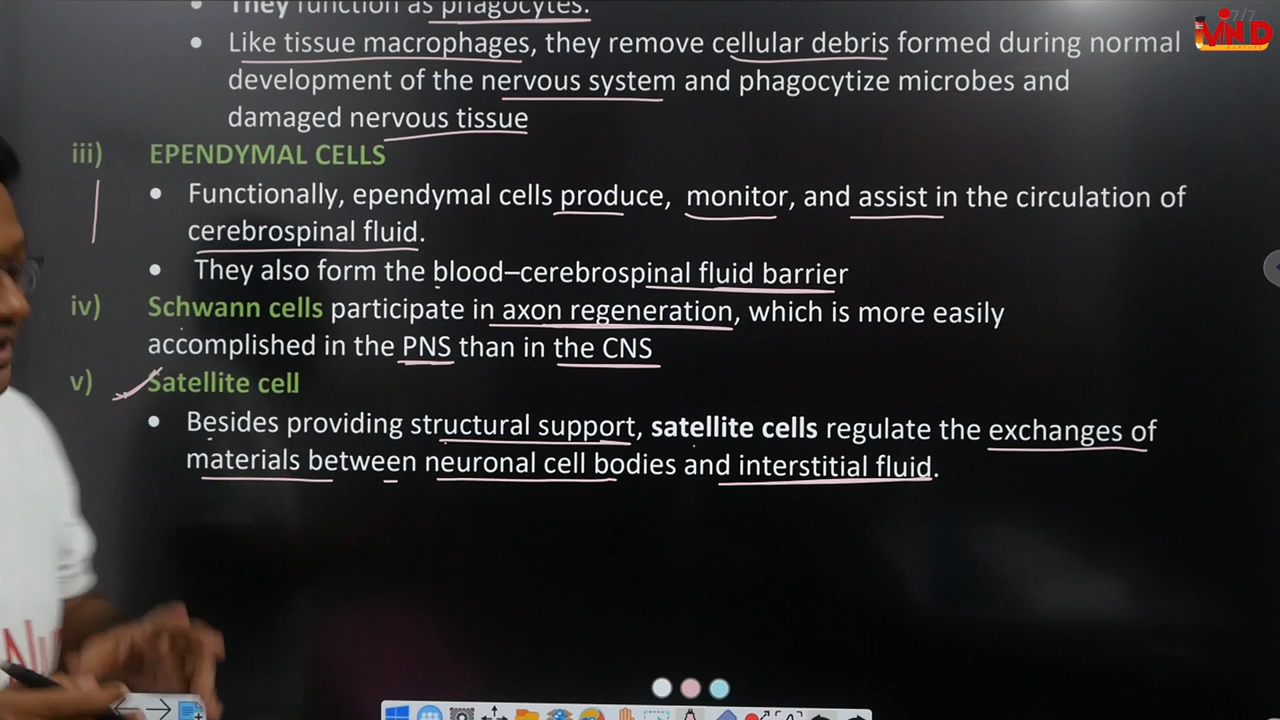 They function as phagocytes.
7/7
MIND
• Like tissue macrophages, they remove cellular debris formed during normal
development of the nervous system and phagocytize microbes and
damaged nervous tissue
iii) EPENDYMAL CELLS
• Functionally, ependymal cells produce, monitor, and assist in the circulation of
cerebrospinal fluid.
• They also form the blood–cerebrospinal fluid barrier
iv) Schwann cells participate in axon regeneration, which is more easily
accomplished in the PNS than in the CNS
v) Satellite cell
• Besides providing structural support, satellite cells regulate the exchanges of
materials between neuronal cell bodies and interstitial fluid.